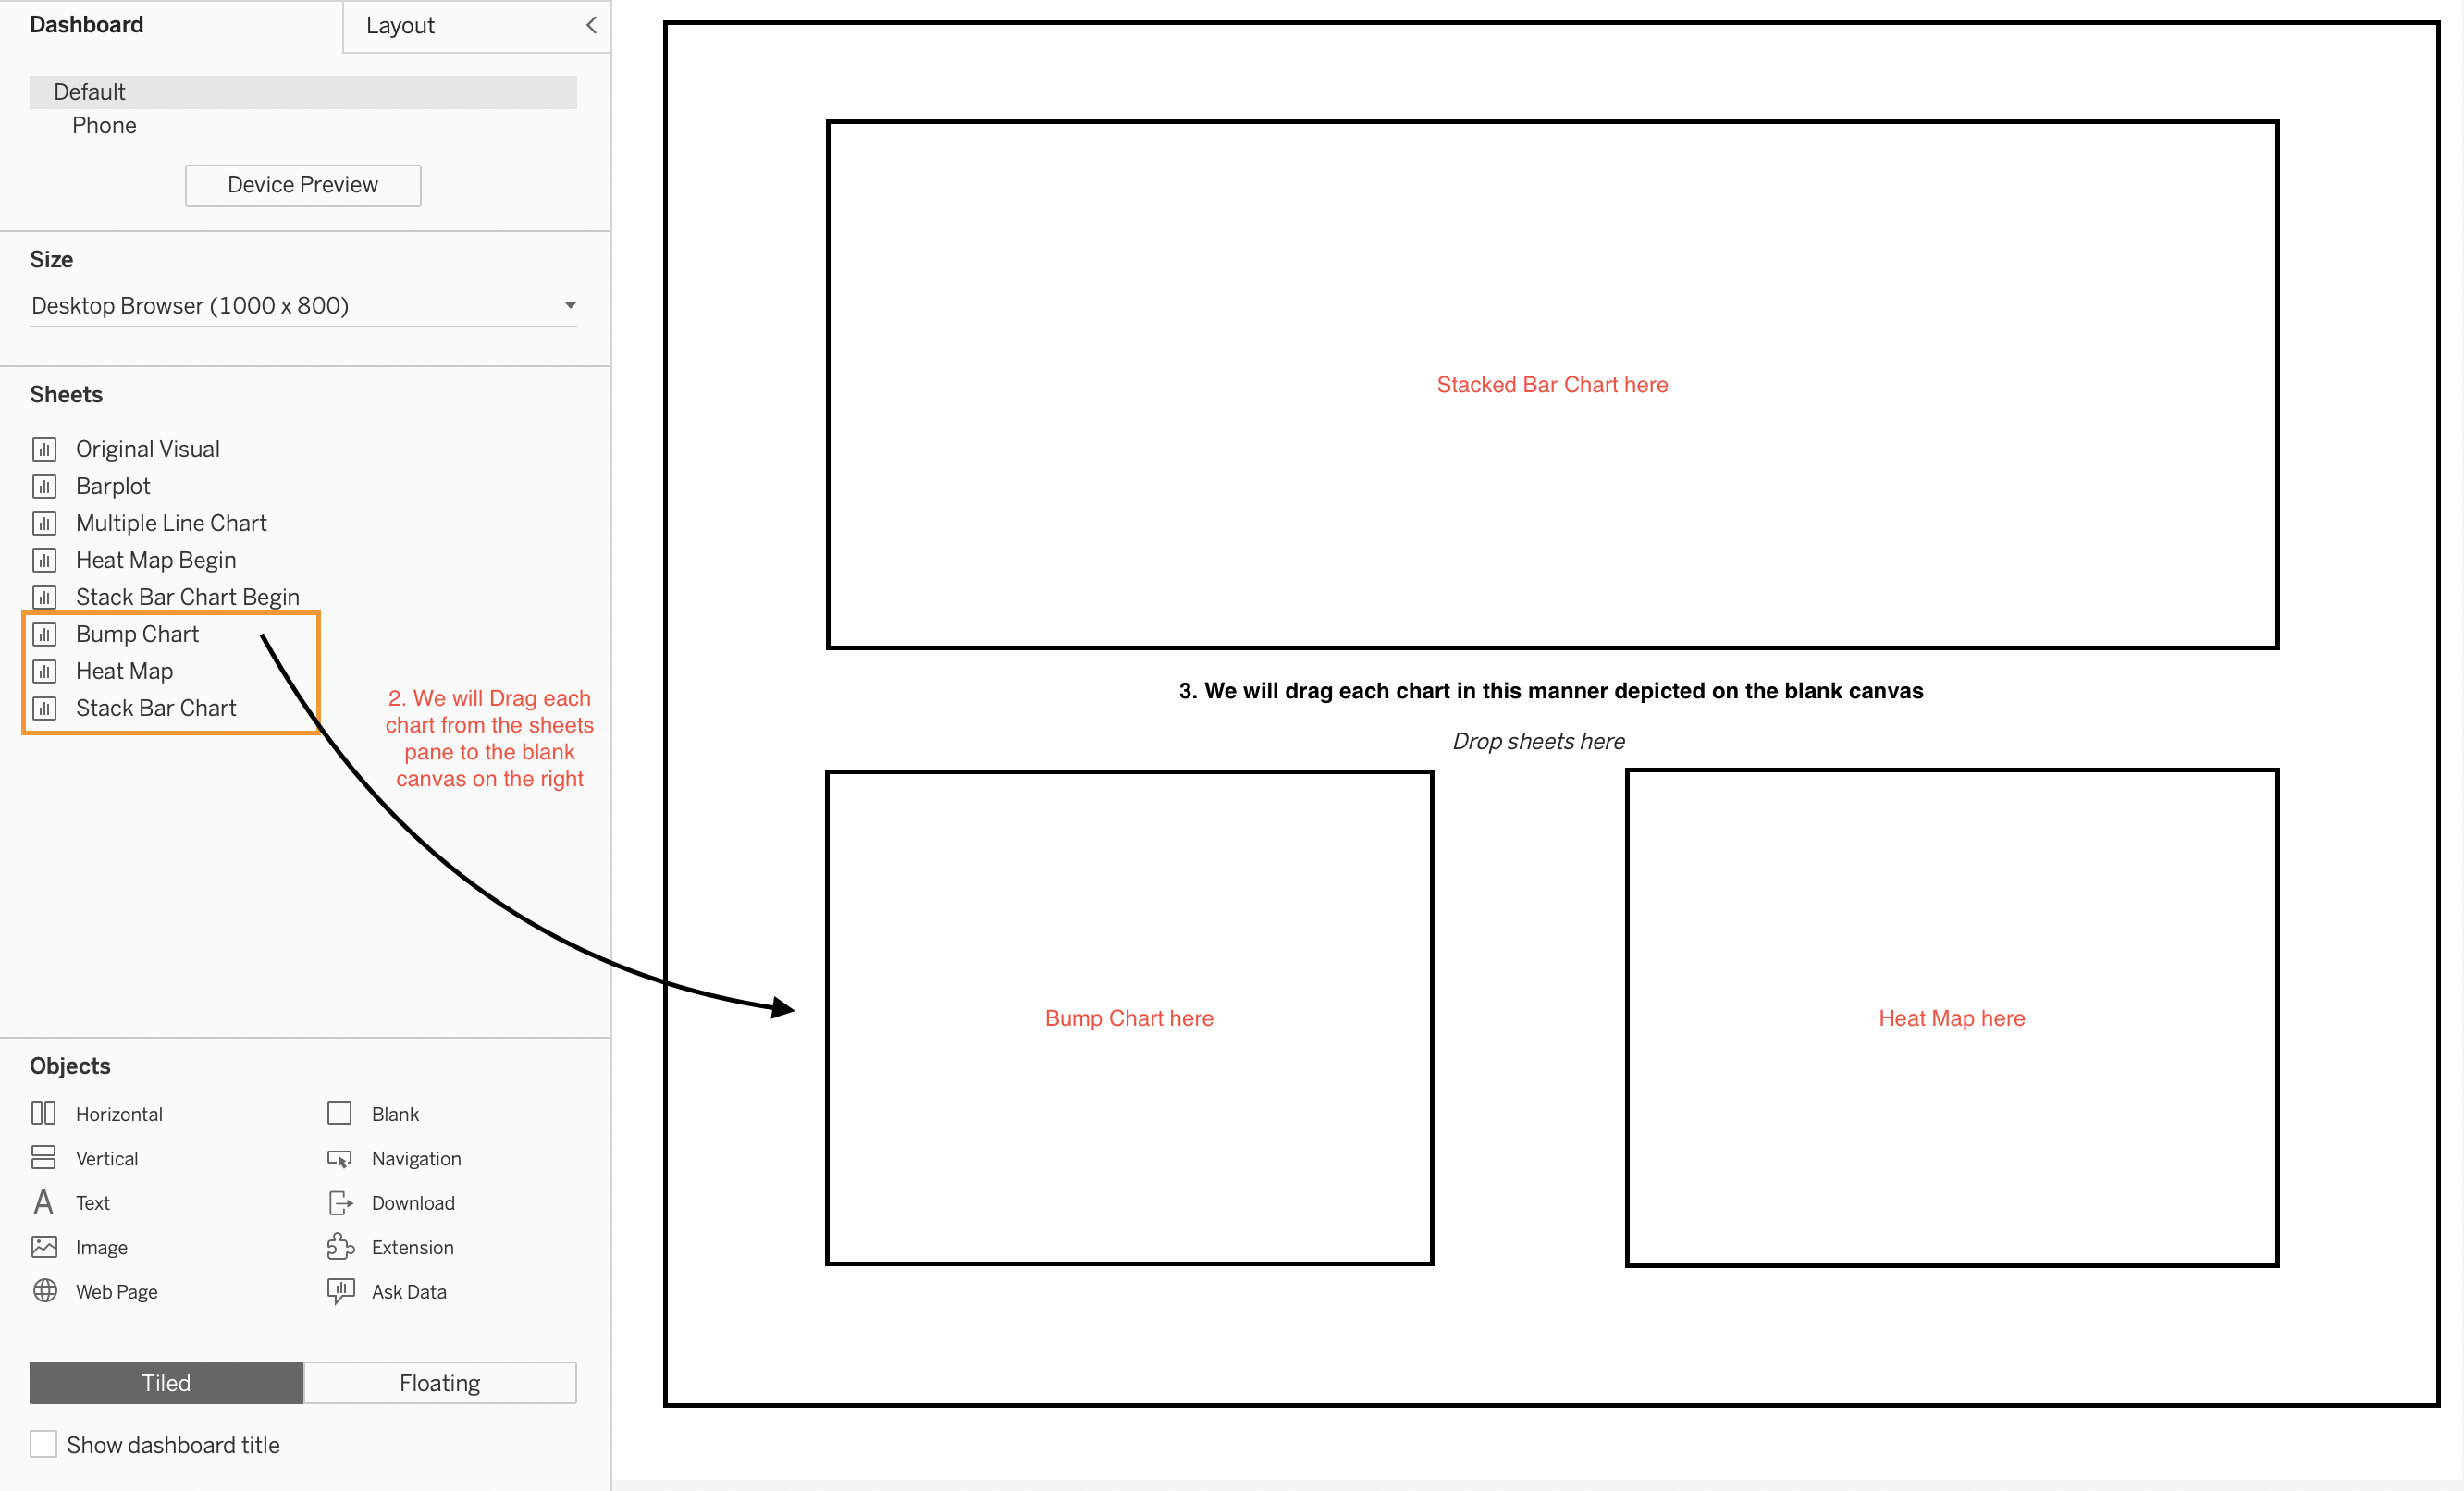 Dashboard
Layout
Default
Phone
Device Preview
Size
Desktop Browser (1000 x 800)
Sheets
Original Visual
Barplot
Multiple Line Chart
Heat Map Begin
Stack Bar Chart Begin
Bump Chart
Heat Map
Stack Bar Chart
2. We will Drag each
chart from the sheets
pane to the blank
canvas on the right
Objects
Horizontal
Blank
Vertical
Navigation
Text
Download
Image
Extension
Web Page
Ask Data
Tiled
Floating
Show dashboard title
Stacked Bar Chart here
3. We will drag each chart in this manner depicted on the blank canvas
Drop sheets here
Bump Chart here
Heat Map here